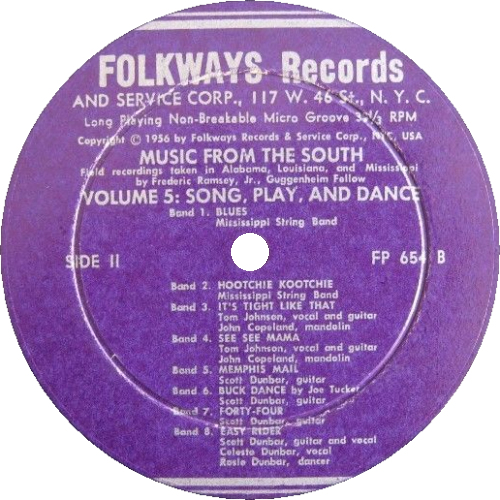 FOLKWAYS Records
AND SERVICE CORP., 117 W. 46 St., N. Y. C.
Long Playing Non-Breakable Micro Groove 33⅓ RPM
Copyright © 1956 by Folkways Records & Service Corp., NYC, USA
MUSIC FROM THE SOUTH
Field recordings taken in Alabama, Louisiana, and Mississippi
by Frederic Ramsey, Jr., Guggenheim Fellow
VOLUME 5: SONG, PLAY, AND DANCE
Band 1. BLUES
Mississippi String Band
SIDE II
FP 654 B
Band 2. HOOTCHIE KOOTCHIE
Mississippi String Band
Band 3. IT'S TIGHT LIKE THAT
Tom Johnson, vocal and guitar
John Copeland, mandolin
Band 4. SEE SEE MAMA
Tom Johnson, vocal and guitar
John Copeland, mandolin
Band 5. MEMPHIS MAIL
Scott Dunbar, guitar
Band 6. BUCK DANCE by Joe Tucker
Scott Dunbar, guitar
Band 7. FORTY-FOUR
Scott Dunbar, guitar
Band 8. EASY RIDER
Scott Dunbar, guitar and vocal
Celeste Dunbar, vocal
Rosie Dunbar, dancer